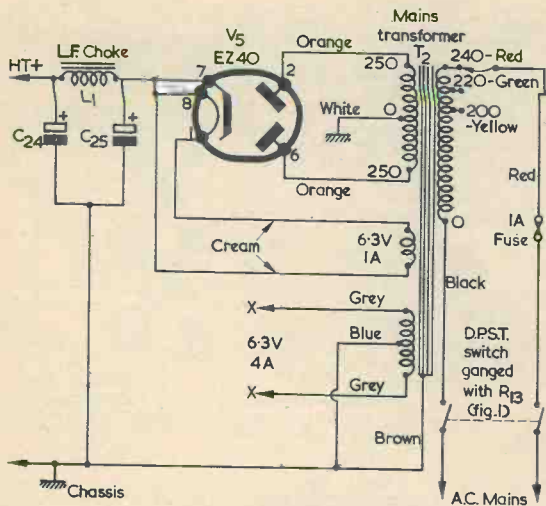 Mains
transformer
T2
V5
EZ40
L.F. Choke
HT+
L1
C24
C25
+
+
7
8
1
2
6
Orange
250
White
O
250
Orange
240-Red
220-Green
200
-Yellow
O
Red
1A
Fuse
Cream
6·3V
1A
Black
X
Grey
Blue
6·3V
4A
X
Grey
Brown
D.P.S.T.
switch
ganged
with R13
(fig.1)
Chassis
A.C. Mains